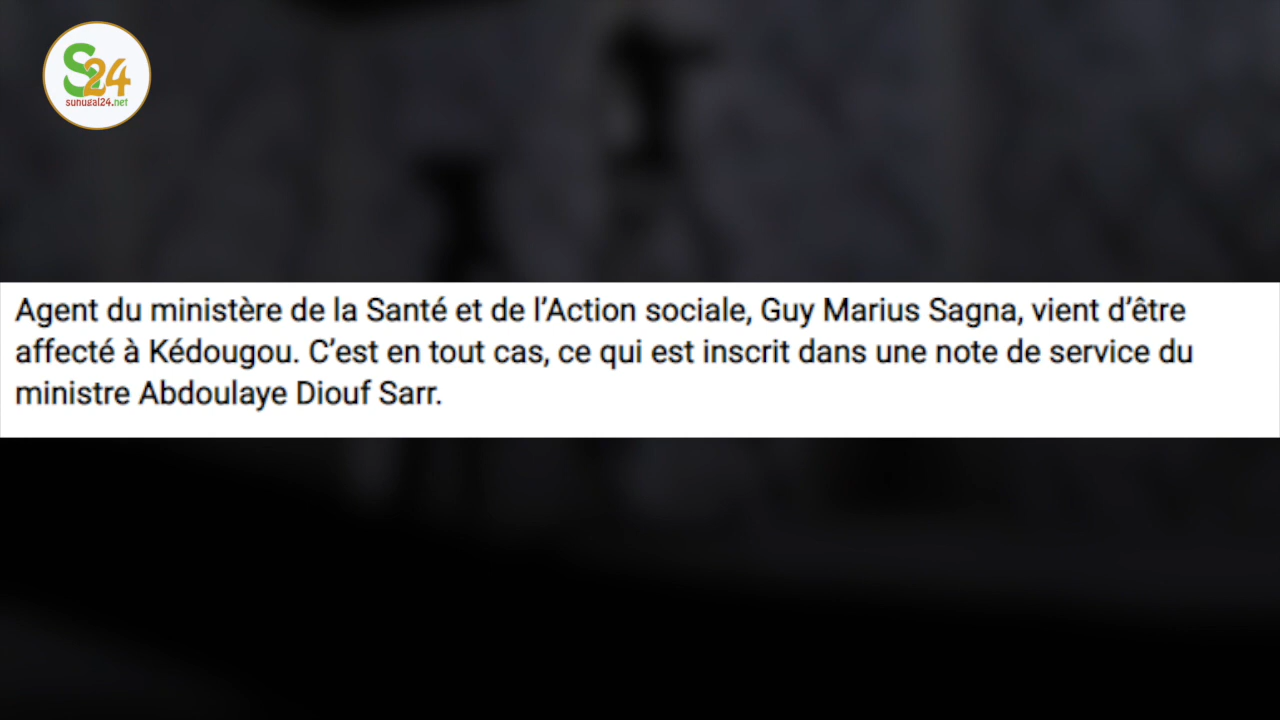 S24
sunugal24.net
Agent du ministère de la Santé et de l’Action sociale, Guy Marius Sagna, vient d’être
affecté à Kédougou. C’est en tout cas, ce qui est inscrit dans une note de service du
ministre Abdoulaye Diouf Sarr.